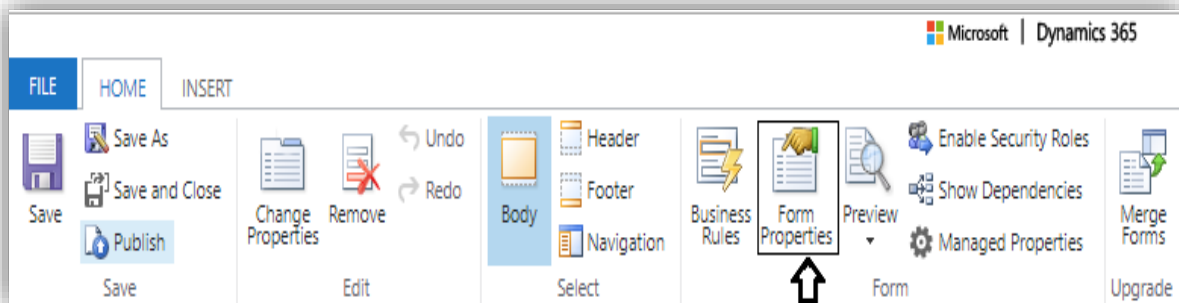 Microsoft | Dynamics 365
FILE HOME INSERT
Save
Save As
Save and Close
Publish
Save
Change
Properties
Remove
Undo
Redo
Edit
Body
Header
Footer
Navigation
Select
Business
Rules
Form
Properties
Preview
Enable Security Roles
Show Dependencies
Managed Properties
Form
Merge
Forms
Upgrade